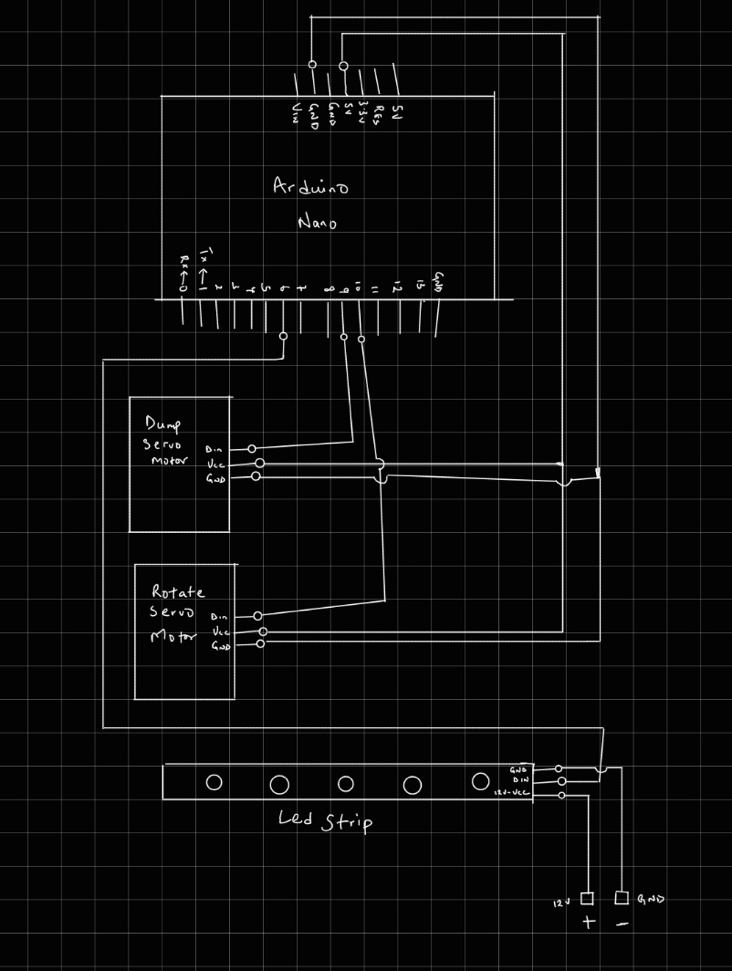 Vin
GND
GND
5V
3.3V
RES
5V
Arduino
Nano
Rx
Tx
0
1
2
3
4
5
6
7
8
9
10
11
12
13
GND
Dump
Servo
Motor
Din
Vcc
GND
Rotate
Servo
Motor
Din
Vcc
GND
GND
DIN
12V-VCC
Led Strip
12V
GND
+
-